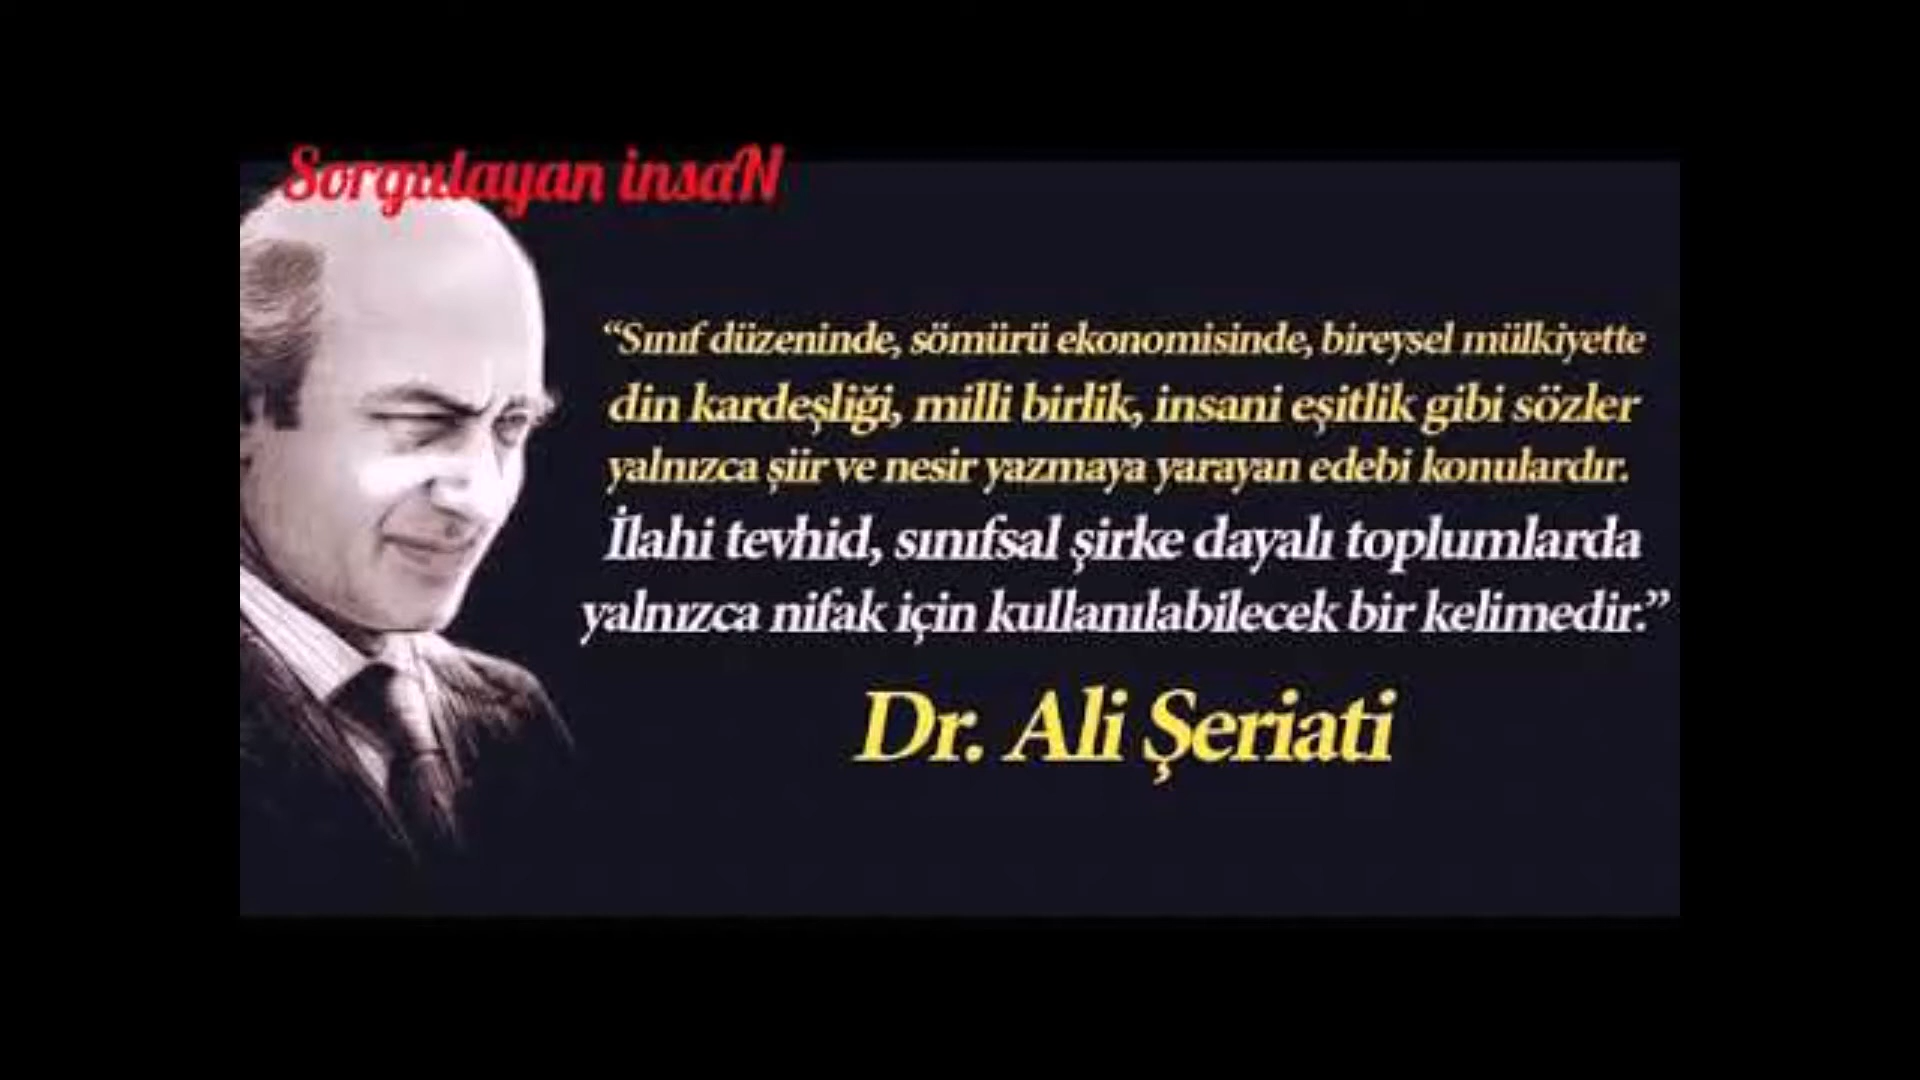 Sorgulayan insaN
“Sınıf düzeninde, sömürü ekonomisinde, bireysel mülkiyette
din kardeşliği, milli birlik, insani eşitlik gibi sözler
yalnızca şiir ve nesir yazmaya yarayan edebi konulardır.
İlahi tevhid, sınıfsal şirke dayalı toplumlarda
yalnızca nifak için kullanılabilecek bir kelimedir.”
Dr. Ali Şeriati